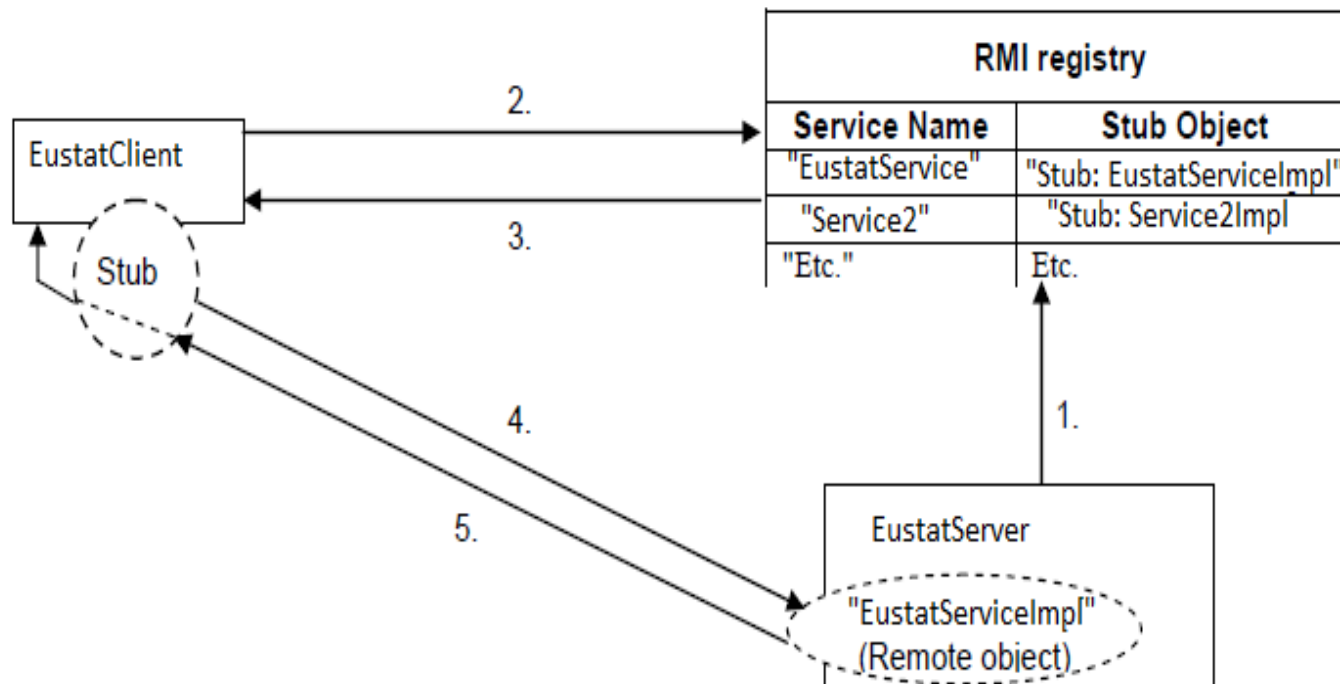 RMI registry
Service Name Stub Object
"EustatService" "Stub: EustatServiceImpl"
"Service2" "Stub: Service2Impl
"Etc." Etc.
2.
EustatClient
3.
Stub
4.
1.
5.
EustatServer
"EustatServiceImpl"
(Remote object)